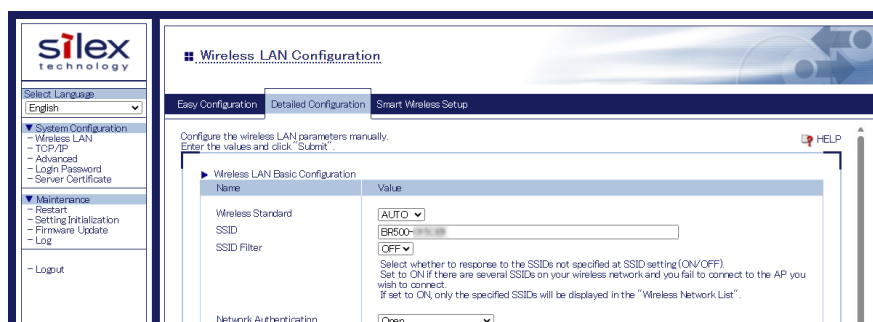 silex
technology
Wireless LAN Configuration
Select Language
English
Easy Configuration Detailed Configuration Smart Wireless Setup
▼ System Configuration
- Wireless LAN
- TCP/IP
- Advanced
- Login Password
- Server Certificate
▼ Maintenance
- Restart
- Setting Initialization
- Firmware Update
- Log
- Logout
Configure the wireless LAN parameters manually.
Enter the values and click "Submit".
HELP
Wireless LAN Basic Configuration
Name Value
Wireless Standard AUTO
SSID BR500-
SSID Filter OFF
Select whether to response to the SSIDs not specified at SSID setting(ON/OFF).
Set to ON if there are several SSIDs on your wireless network and you fail to connect to the AP you
wish to connect.
If set to ON, only the specified SSIDs will be displayed in the "Wireless Network List".
Network Authentication Open